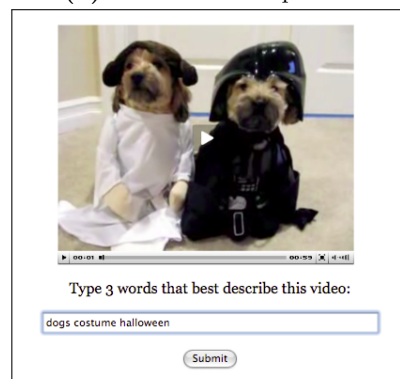 00:01
00:59
Type 3 words that best describe this video:
dogs costume halloween
Submit